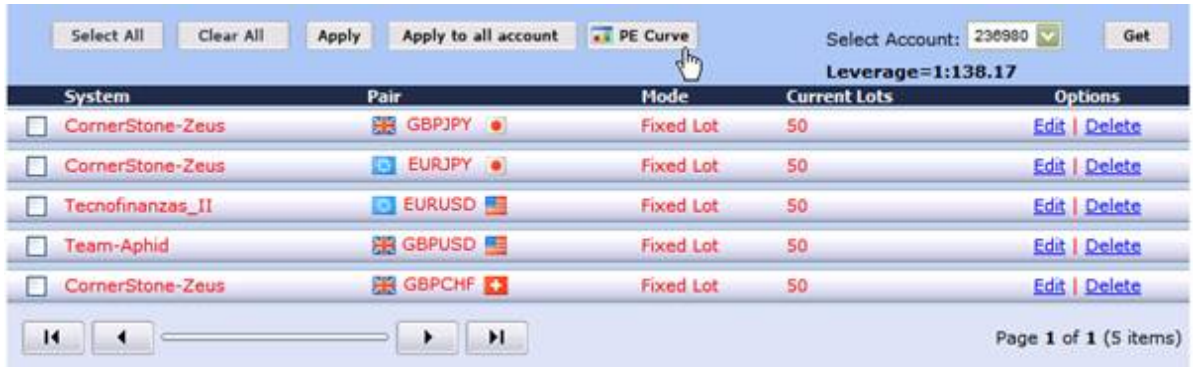 Select All Clear All Apply Apply to all account PE Curve Select Account: 236980 Get
Leverage=1:138.17
System Pair Mode Current Lots Options
CornerStone-Zeus GBPJPY Fixed Lot 50 Edit | Delete
CornerStone-Zeus EURJPY Fixed Lot 50 Edit | Delete
Tecnofinanzas_II EURUSD Fixed Lot 50 Edit | Delete
Team-Aphid GBPUSD Fixed Lot 50 Edit | Delete
CornerStone-Zeus GBPCHF Fixed Lot 50 Edit | Delete
Page 1 of 1 (5 items)